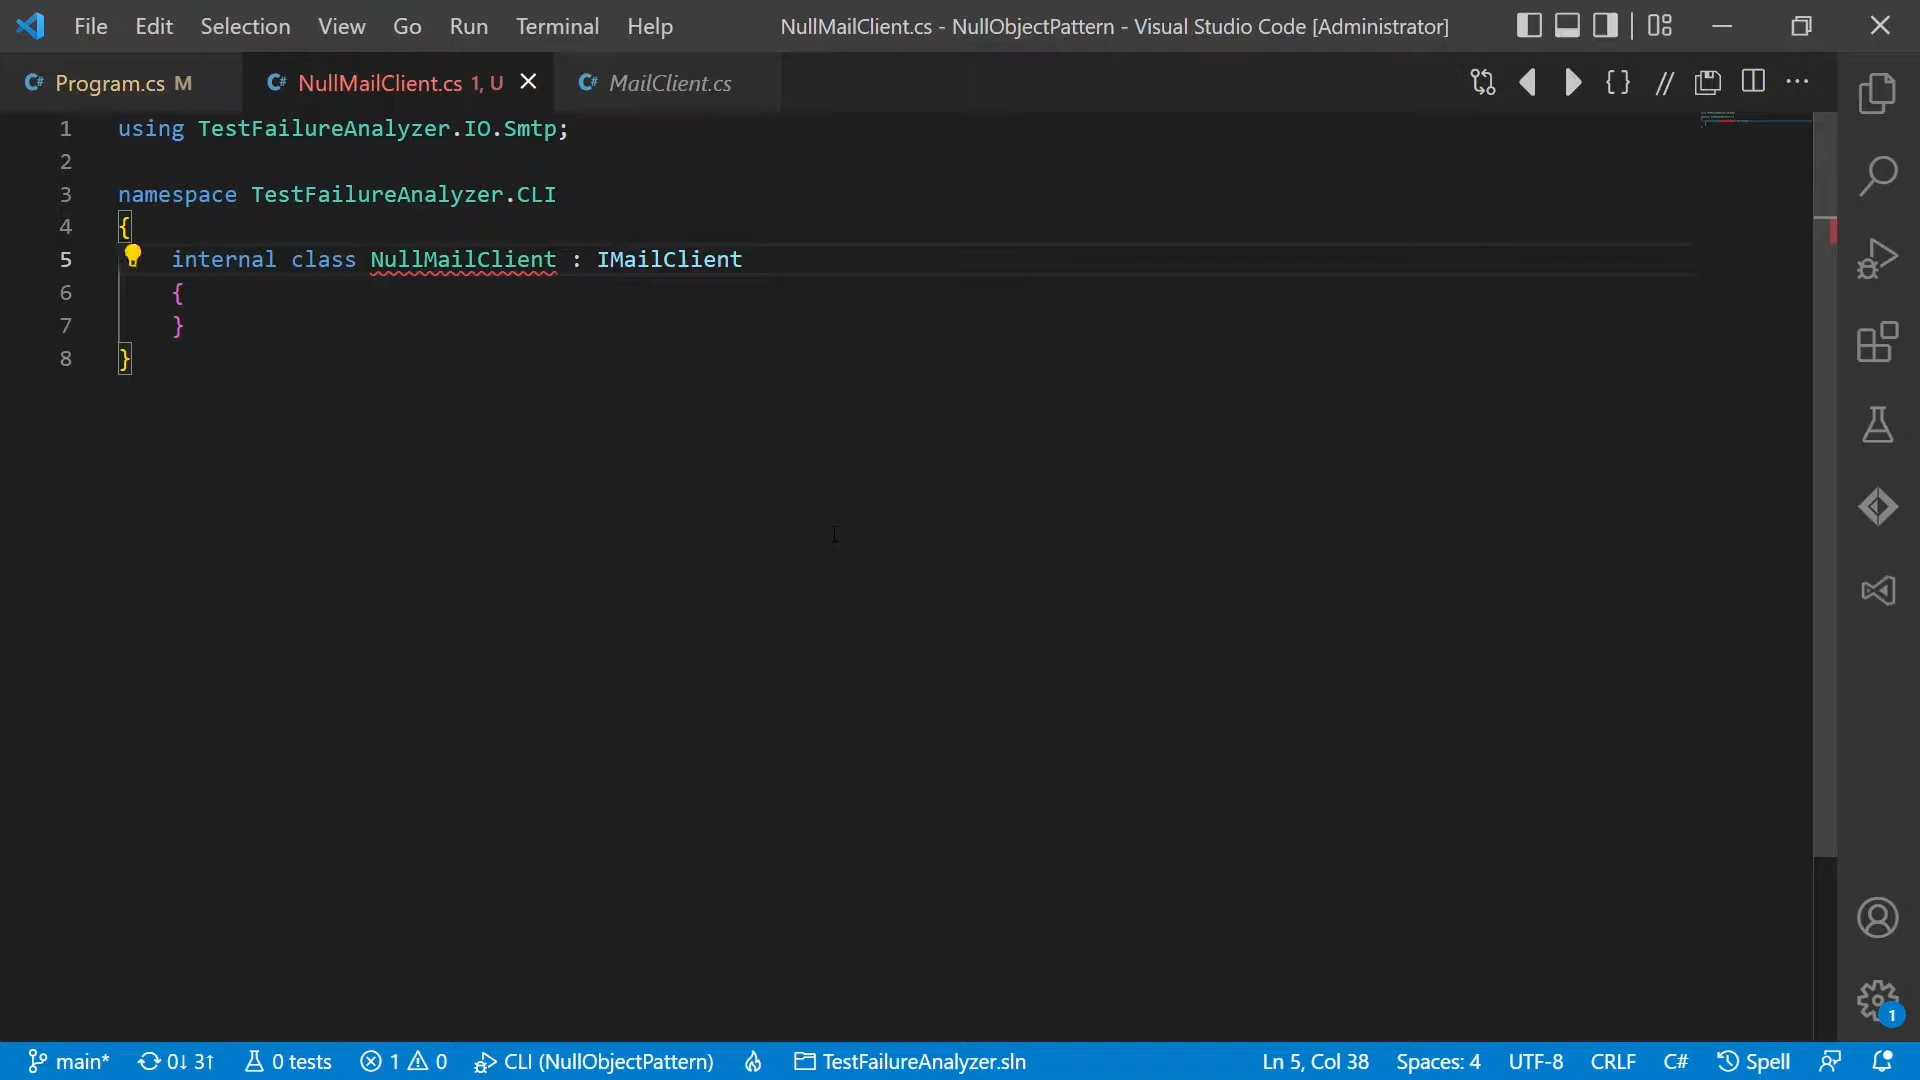 File Edit Selection View Go Run Terminal Help NullMailClient.cs - NullObjectPattern - Visual Studio Code [Administrator]
Program.cs M NullMailClient.cs 1, U MailClient.cs
1 using TestFailureAnalyzer.IO.Smtp;
2
3 namespace TestFailureAnalyzer.CLI
4 {
5 internal class NullMailClient : IMailClient
6 {
7 }
8 }
1
main* 0↓ 3↑ 0 tests 1 0 CLI (NullObjectPattern) TestFailureAnalyzer.sln Ln 5, Col 38 Spaces: 4 UTF-8 CRLF C# Spell